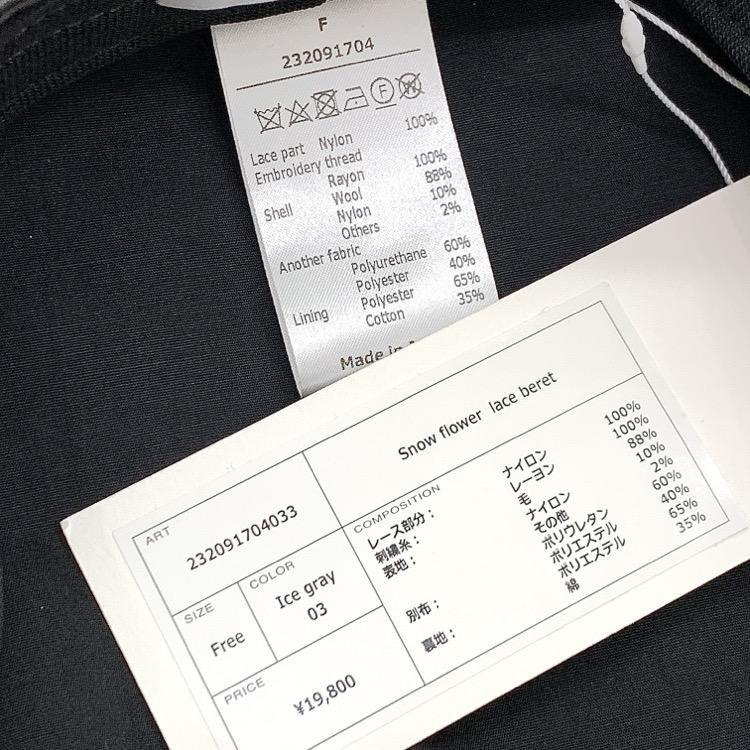 F
232091704
F
Lace part Nylon 100%
Embroidery thread
Rayon 100%
Shell Wool 88%
Nylon 10%
Others 2%
Another fabric
Polyurethane 60%
Polyester 40%
Lining Polyester 65%
Cotton 35%
Made in
ART
232091704033
Snow flower lace beret
SIZE
Free
COLOR
Ice gray
03
PRICE
¥19,800
COMPOSITION
レース部分： ナイロン 100%
刺繍糸： レーヨン 100%
表地： 毛 88%
ナイロン 10%
その他 2%
別布： ポリウレタン 60%
ポリエステル 40%
裏地： ポリエステル 65%
綿 35%